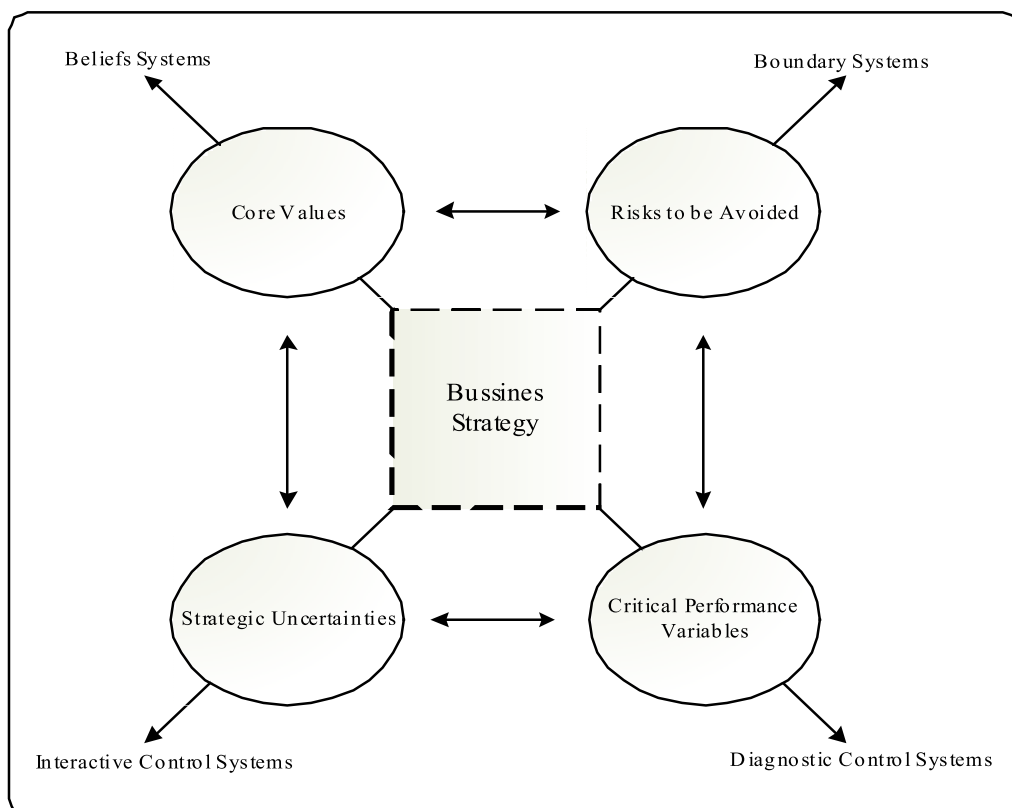 Beliefs Systems
Boundary Systems
Core Values
Risks to be Avoided
Bussines
Strategy
Strategic Uncertainties
Critical Performance
Variables
Interactive Control Systems
Diagnostic Control Systems